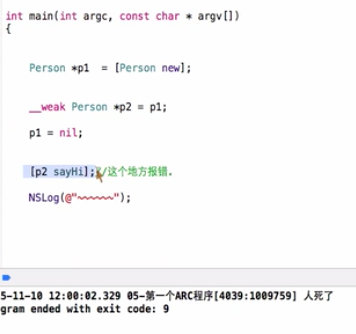 int main(int argc, const char * argv[])
{
Person *p1  = [Person new];
__weak Person *p2 = p1;
p1 = nil;
[p2 sayHi];//这个地方报错.
NSLog(@"~~~~~~");
5-11-10 12:00:02.329 05-第一个ARC程序[4039:1009759] 人死了
gram ended with exit code: 9